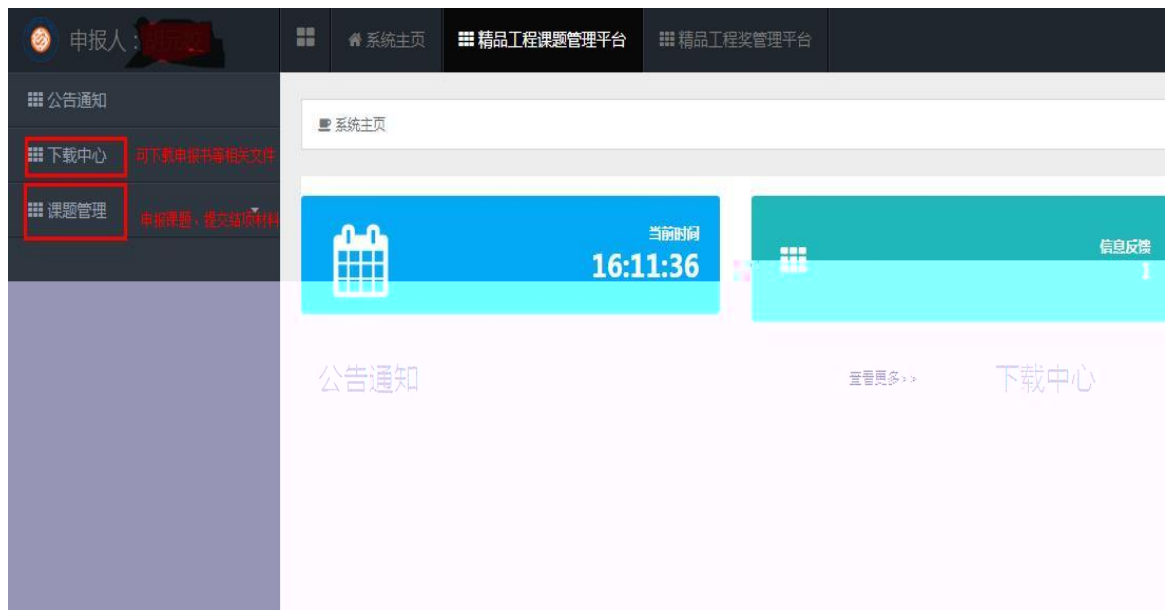 申报人：
系统主页
精品工程课题管理平台
精品工程奖管理平台
公告通知
下载中心
可下载申报书等相关文件
课题管理
申报课题、提交结项材料
系统主页
当前时间
16:11:36
信息反馈
1
公告通知
查看更多>>
下载中心